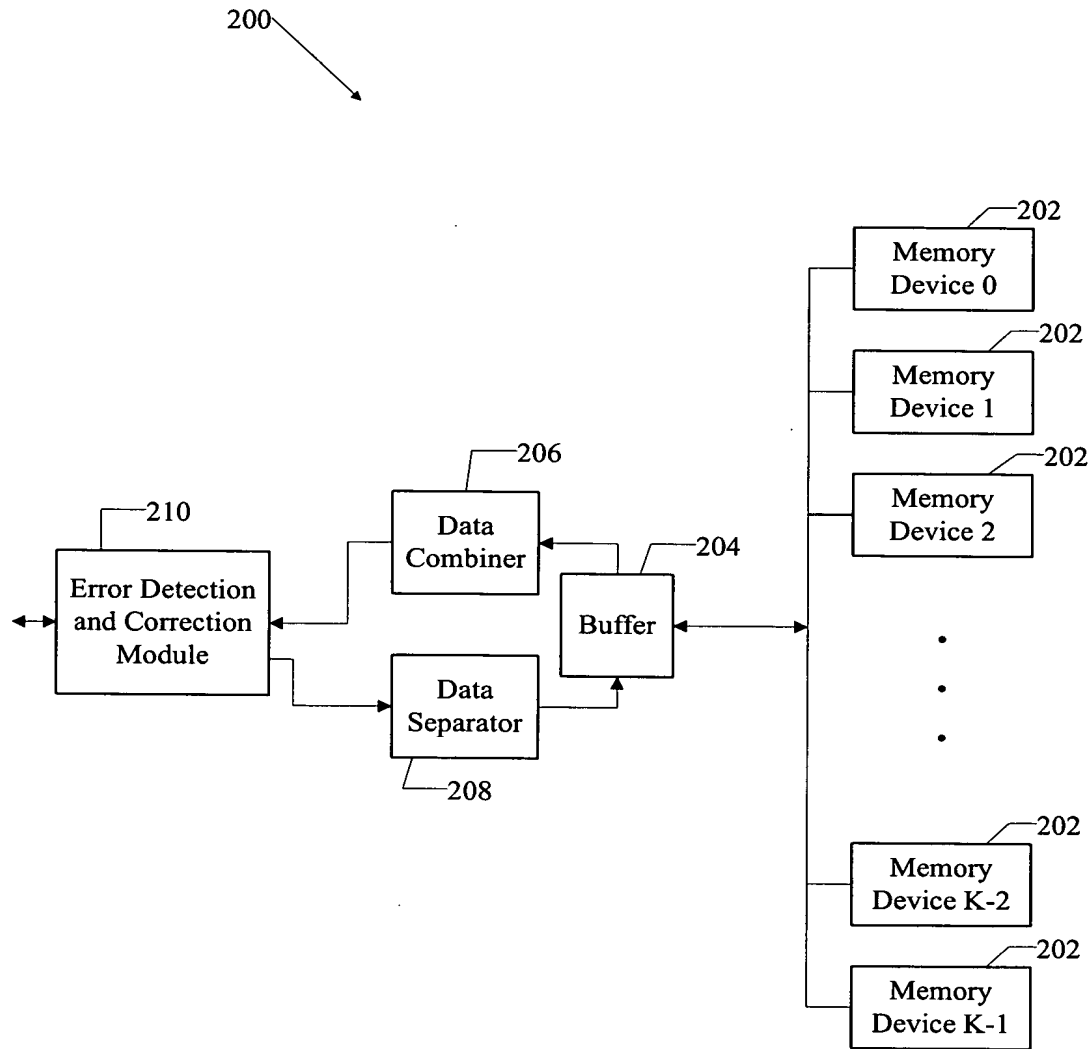 200
202
Memory
Device 0
202
Memory
Device 1
202
Memory
Device 2
206
Data
Combiner
210
Error Detection
and Correction
Module
204
Buffer
Data
Separator
208
202
Memory
Device K-2
202
Memory
Device K-1